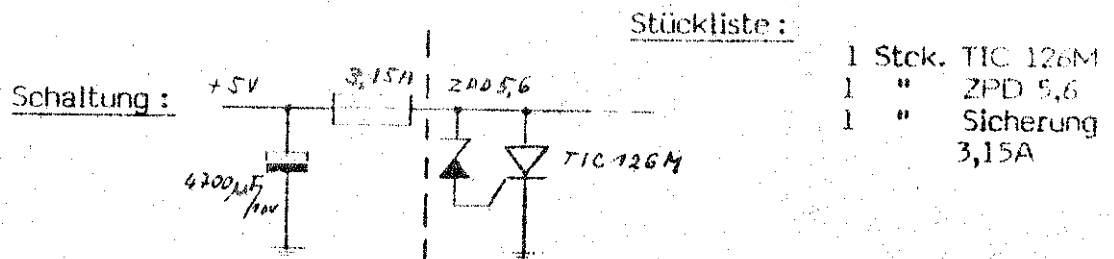 Stückliste :
1 Stck. TIC 126M
1 " ZPD 5,6
1 " Sicherung
3,15A
Schaltung :
+5V
3,15A
ZPD 5,6
TIC 126M
4700µF/10V